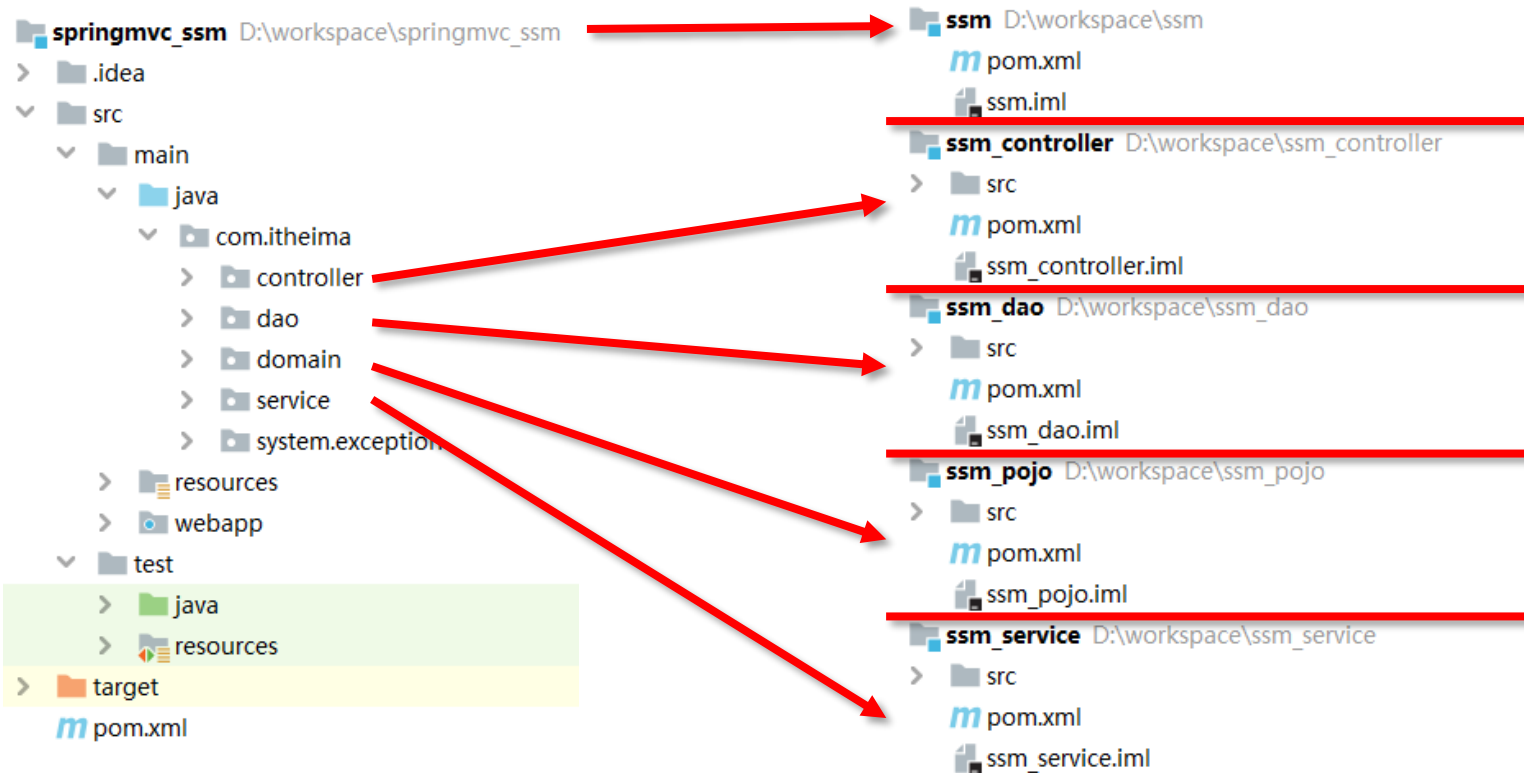 springmvc_ssm D:\workspace\springmvc_ssm
.idea
src
main
java
com.itheima
controller
dao
domain
service
system.exception
resources
webapp
test
java
resources
target
pom.xml
ssm D:\workspace\ssm
pom.xml
ssm.iml
ssm_controller D:\workspace\ssm_controller
src
pom.xml
ssm_controller.iml
ssm_dao D:\workspace\ssm_dao
src
pom.xml
ssm_dao.iml
ssm_pojo D:\workspace\ssm_pojo
src
pom.xml
ssm_pojo.iml
ssm_service D:\workspace\ssm_service
src
pom.xml
ssm_service.iml